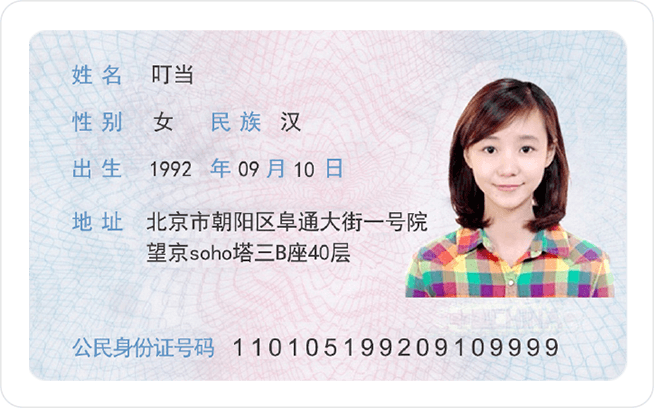 姓名 叮当
性别 女 民族 汉
出生 1992 年 09 月 10 日
地址 北京市朝阳区阜通大街一号院
望京soho塔三B座40层
公民身份证号码 110105199209109999